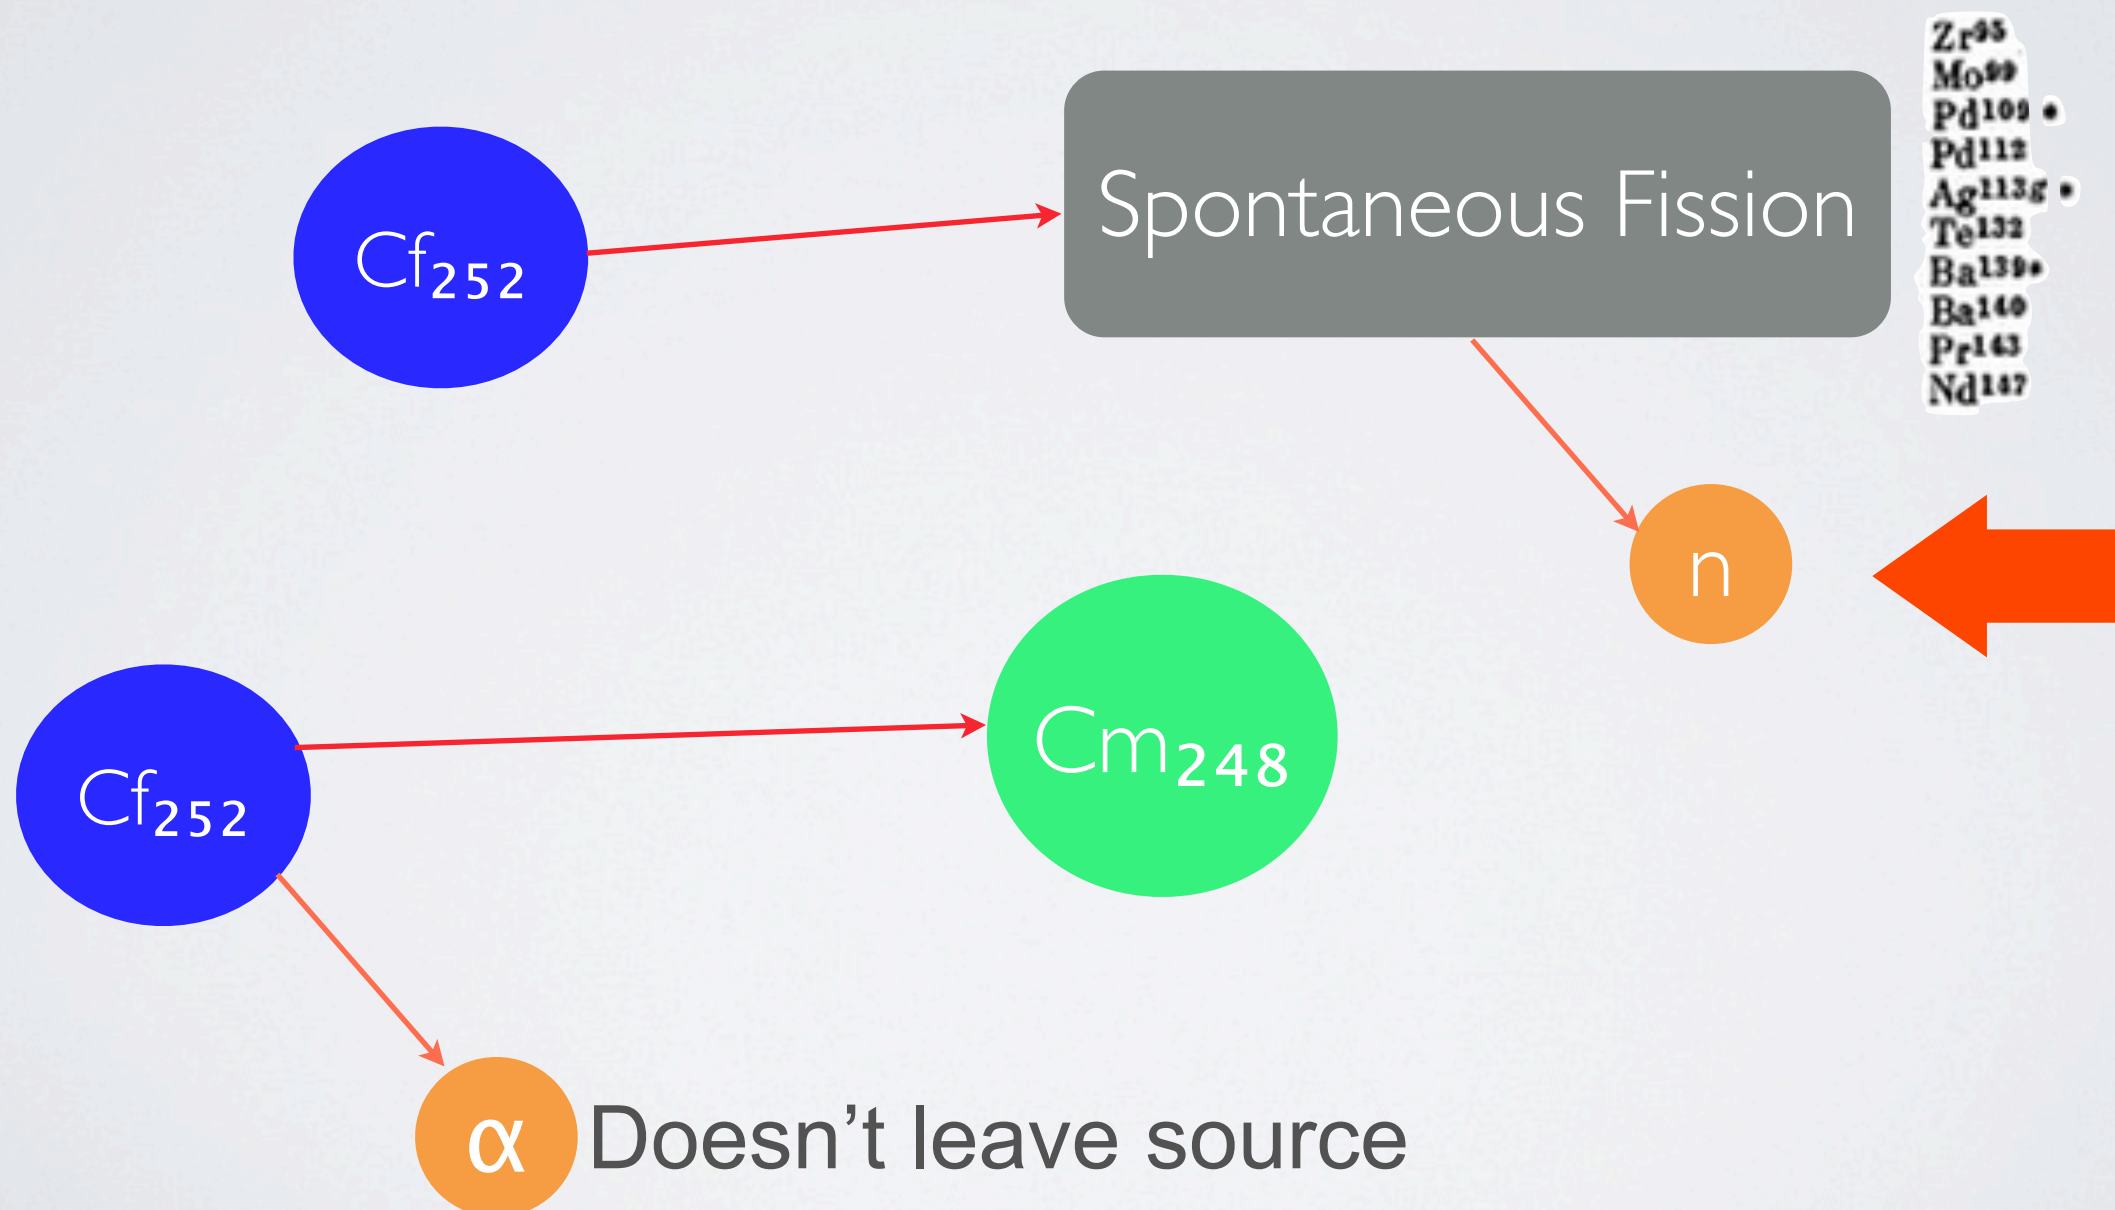 Zr⁹⁵
Mo⁹⁹
Pd¹⁰⁹ •
Pd¹¹²
Ag¹¹³ᵍ •
Te¹³²
Ba¹³⁹•
Ba¹⁴⁰
Pr¹⁴³
Nd¹⁴⁷
Cf₂₅₂
Spontaneous Fission
n
Cf₂₅₂
Cm₂₄₈
α Doesn’t leave source